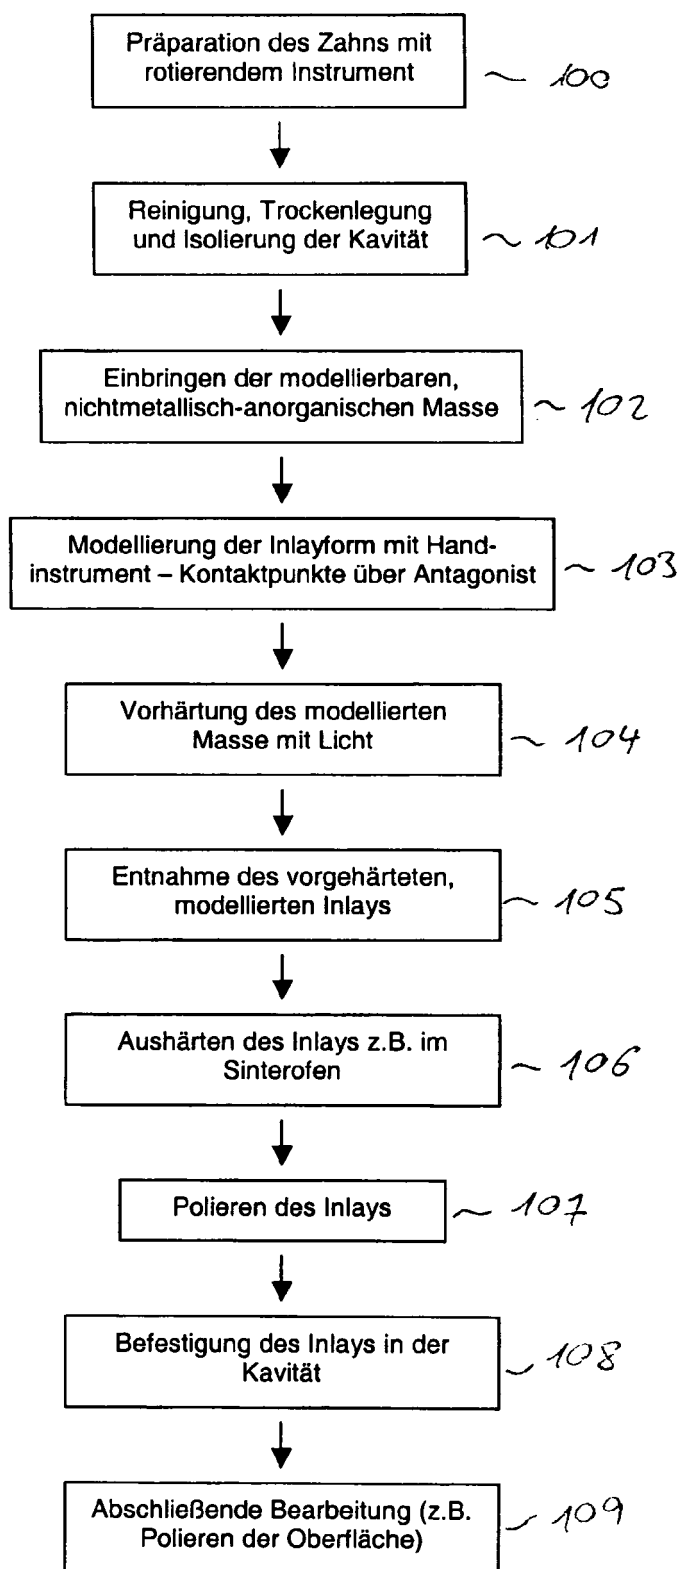 Präparation des Zahns mit
rotierendem Instrument
~ 100
Reinigung, Trockenlegung
und Isolierung der Kavität
~ 101
Einbringen der modellierbaren,
nichtmetallisch-anorganischen Masse
~ 102
Modellierung der Inlayform mit Hand-
instrument – Kontaktpunkte über Antagonist
~ 103
Vorhärtung des modellierten
Masse mit Licht
~ 104
Entnahme des vorgehärteten,
modellierten Inlays
~ 105
Aushärten des Inlays z.B. im
Sinterofen
~ 106
Polieren des Inlays
~ 107
Befestigung des Inlays in der
Kavität
~ 108
Abschließende Bearbeitung (z.B.
Polieren der Oberfläche)
~ 109